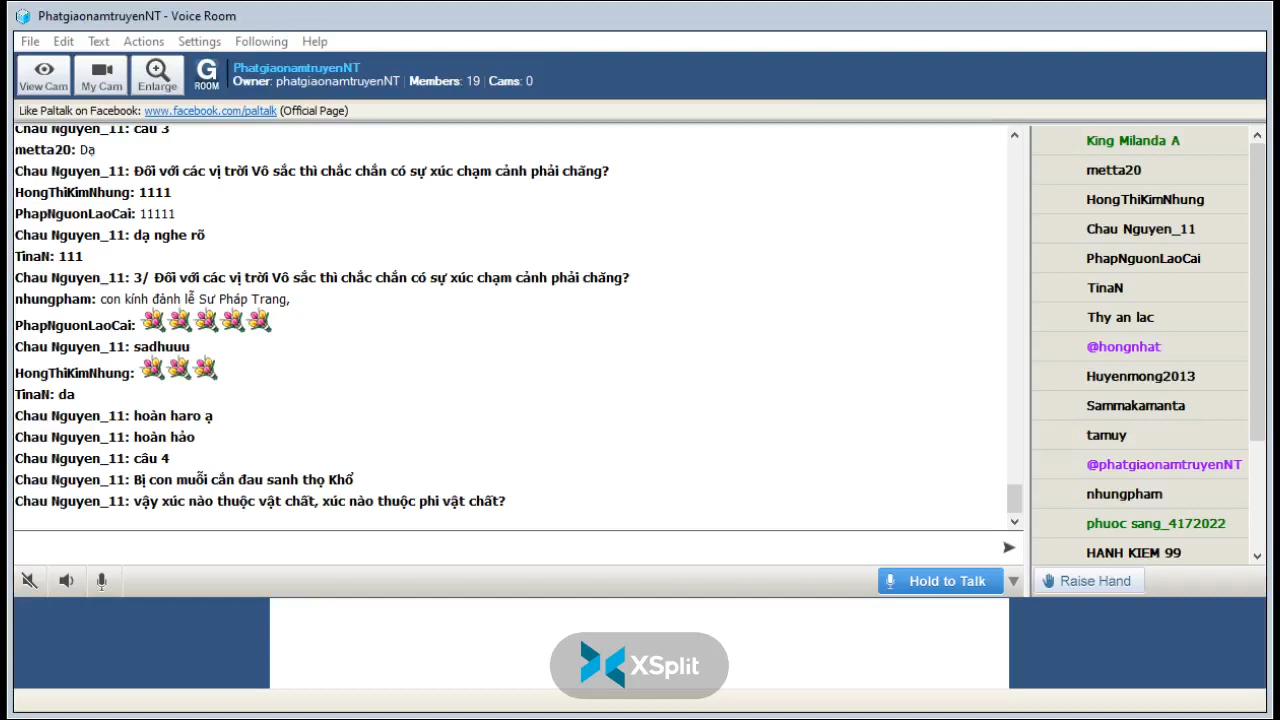 PhatgiaonamtruyenNT - Voice Room
File Edit Text Actions Settings Following Help
View Cam My Cam Enlarge G ROOM
PhatgiaonamtruyenNT
Owner: phatgiaonamtruyenNT | Members: 19 | Cams: 0
Like Paltalk on Facebook: www.facebook.com/paltalk (Official Page)
Chau Nguyen_11: câu 3
metta20: Dạ
Chau Nguyen_11: Đối với các vị trời Vô sắc thì chắc chắn có sự xúc chạm cảnh phải chăng?
HongThiKimNhung: 1111
PhapNguonLaoCai: 11111
Chau Nguyen_11: dạ nghe rõ
TinaN: 111
Chau Nguyen_11: 3/ Đối với các vị trời Vô sắc thì chắc chắn có sự xúc chạm cảnh phải chăng?
nhungpham: con kính đảnh lễ Sư Pháp Trang,
PhapNguonLaoCai:
Chau Nguyen_11: sadhuuu
HongThiKimNhung:
TinaN: da
Chau Nguyen_11: hoàn haro ạ
Chau Nguyen_11: hoàn hảo
Chau Nguyen_11: câu 4
Chau Nguyen_11: Bị con muỗi cắn đau sanh thọ Khổ
Chau Nguyen_11: vậy xúc nào thuộc vật chất, xúc nào thuộc phi vật chất?
King Milanda A
metta20
HongThiKimNhung
Chau Nguyen_11
PhapNguonLaoCai
TinaN
Thy an lac
@hongnhat
Huyenmong2013
Sammakamanta
tamuy
@phatgiaonamtruyenNT
nhungpham
phuoc sang_4172022
HANH KIEM 99
Hold to Talk
Raise Hand
XSplit